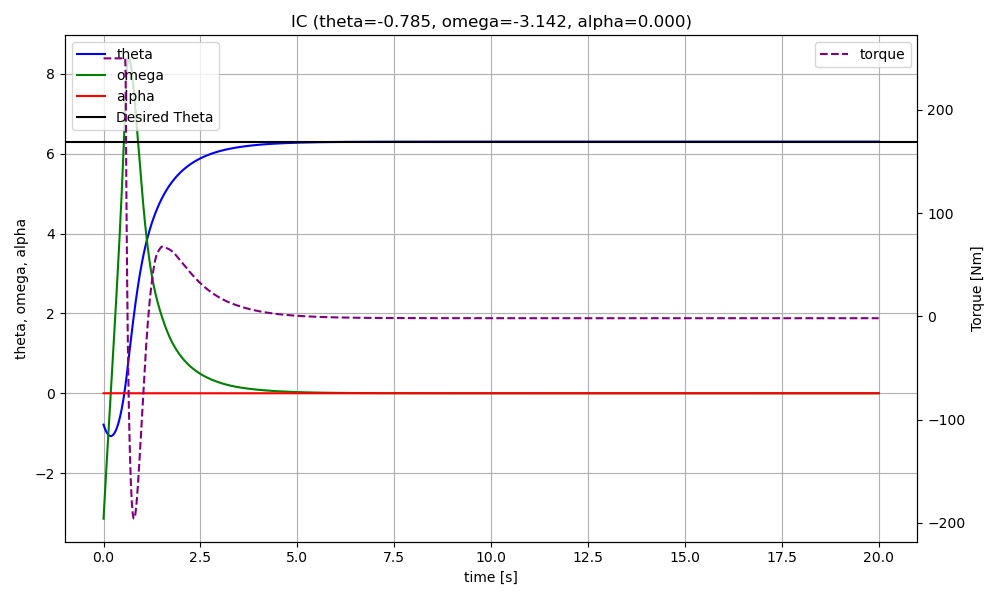 IC (theta=-0.785, omega=-3.142, alpha=0.000)
theta
omega
alpha
Desired Theta
torque
8
6
4
2
0
−2
theta, omega, alpha
200
100
0
−100
−200
Torque [Nm]
0.0 2.5 5.0 7.5 10.0 12.5 15.0 17.5 20.0
time [s]